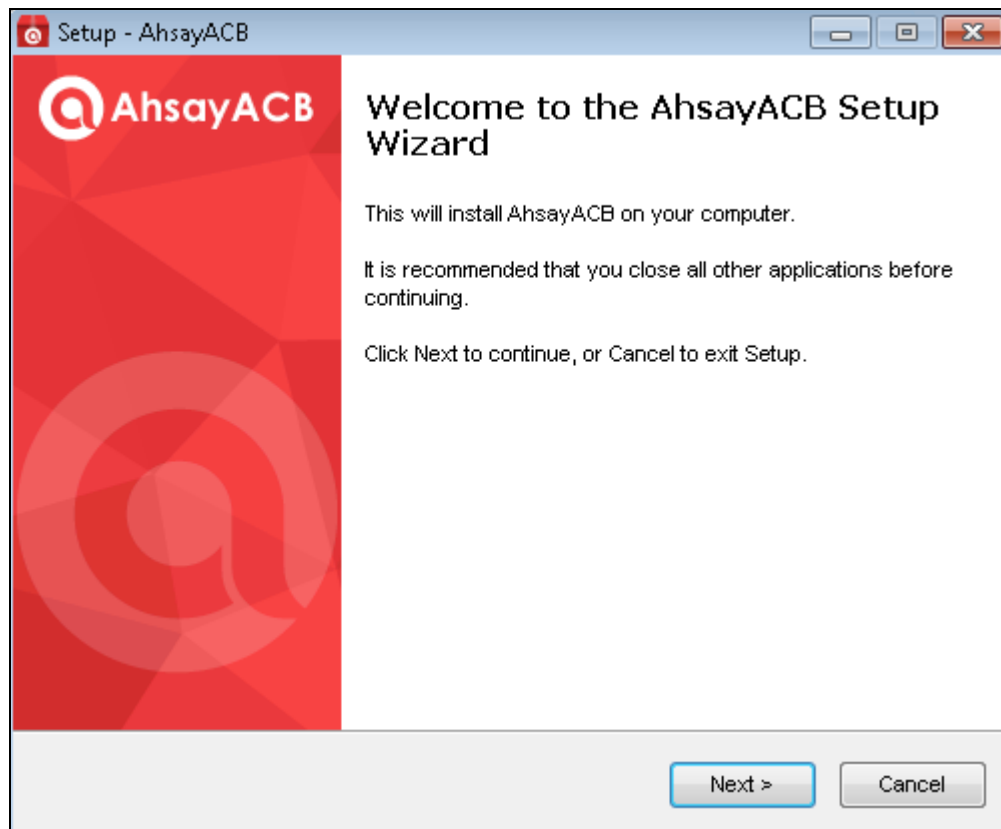 Setup - AhsayACB
AhsayACB
Welcome to the AhsayACB Setup
Wizard
This will install AhsayACB on your computer.
It is recommended that you close all other applications before
continuing.
Click Next to continue, or Cancel to exit Setup.
Next >
Cancel